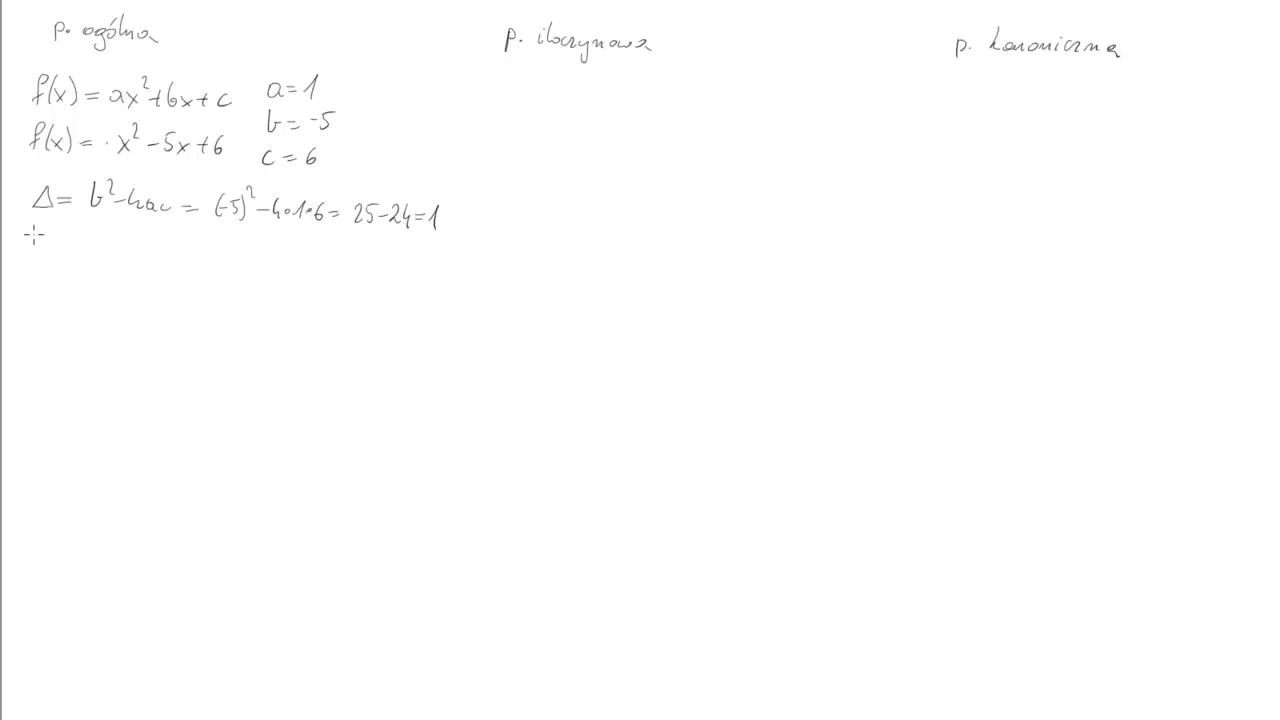 p. ogólna
p. iloczynowa
p. kanoniczna
f(x) = ax²+bx+c
a=1
f(x) = x²-5x+6
b=-5
c=6
Δ= b²-4ac = (-5)²-4·1·6= 25-24=1